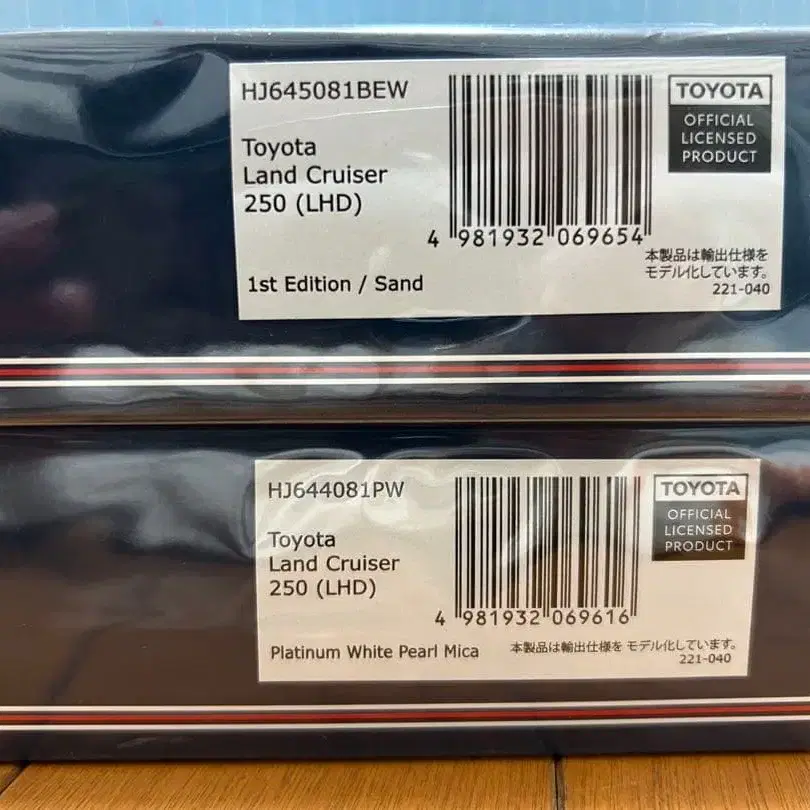 HJ645081BEW
Toyota
Land Cruiser
250 (LHD)
1st Edition / Sand
4 981932 069654
TOYOTA
OFFICIAL
LICENSED
PRODUCT
本製品は輸出仕様を
モデル化しています。
221-040
HJ644081PW
Toyota
Land Cruiser
250 (LHD)
Platinum White Pearl Mica
4 981932 069616
TOYOTA
OFFICIAL
LICENSED
PRODUCT
本製品は輸出仕様を モデル化しています。
221-040